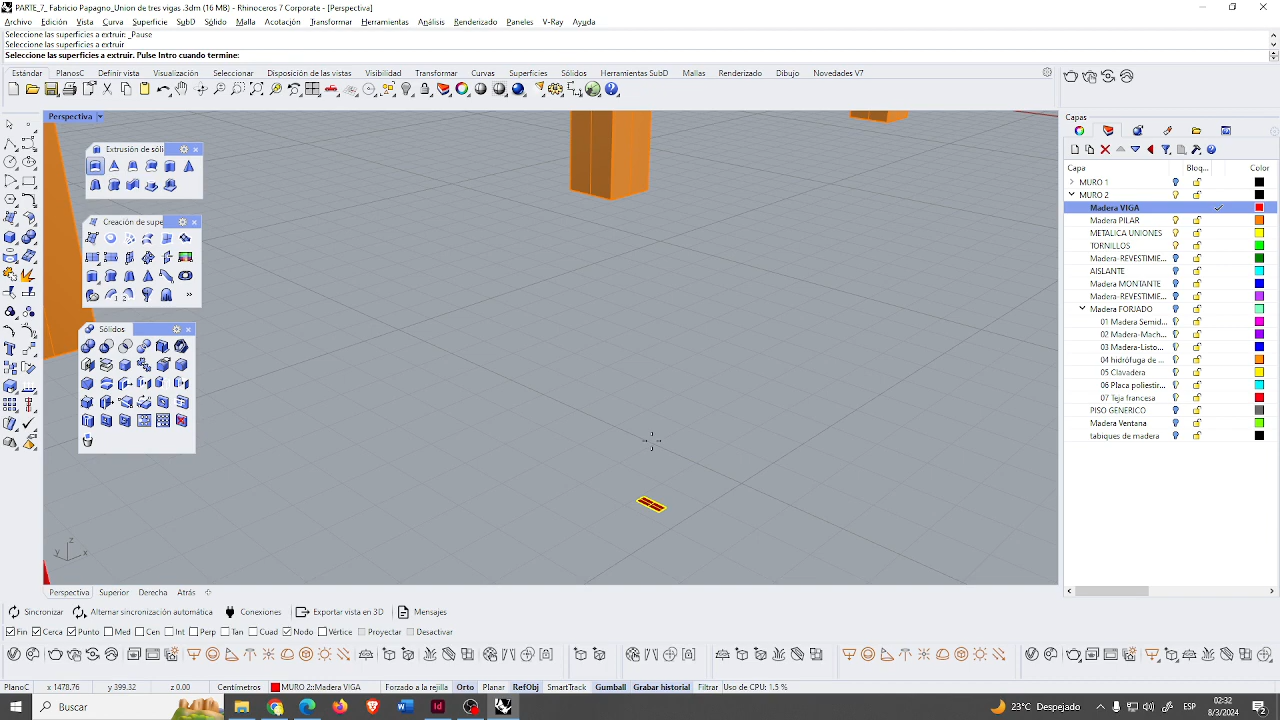 PARTE_7_ Fabricio Papagno_Union de tres vigas .3dm (16 MB) - Rhinoceros 7 Corporate - [Perspectiva]
Archivo Edición Vista Curva Superficie SubD Sólido Malla Acotación Transforma Herramientas Análisis Renderizado Paneles V-Ray Ayuda
Seleccione las superficies a extruir: _Pause
Seleccione las superficies a extruir
Seleccione las superficies a extruir. Pulse Intro cuando termine:
Estándar PlanosC Definir vista Visualización Seleccionar Disposición de las vistas Visibilidad Transformar Curvas Superficies Sólidos Herramientas SubD Mallas Renderizado Dibujo Novedades V7
Perspectiva
Extrusión de sóli
Creación de supe
Sólidos
Capas
Capa Bloq... Color
MURO 1
MURO 2
Madera VIGA
Madera PILAR
METALICA UNIONES
TORNILLOS
Madera-REVESTIMIE...
AISLANTE
Madera MONTANTE
Madera-REVESTIMIE...
Madera FORJADO
01 Madera Semid...
02 Madera-Mach...
03 Madera-Listo...
04 hidrófuga de ...
05 Clavadera
06 Placa poliestir...
07 Teja francesa
PISO GENERICO
Madera Ventana
tabiques de madera
z
y x
Perspectiva Superior Derecha Atrás
Sincronizar Alternar sincronización automática Conexiones Exportar vista en 3D Mensajes
Fin Cerca Punto Med Cen Int Perp Tan Cuad Nodo Vértice Proyectar Desactivar
PlanoC x 1478.76 y 399.32 z 0.00 Centímetros MURO 2::Madera VIGA Forzado a la rejilla Orto Planar RefObj SmartTrack Gumball Grabar historial Filtrar Uso de CPU: 1.5 %
Buscar
23°C Despejado
ESP
02:32
8/3/2024